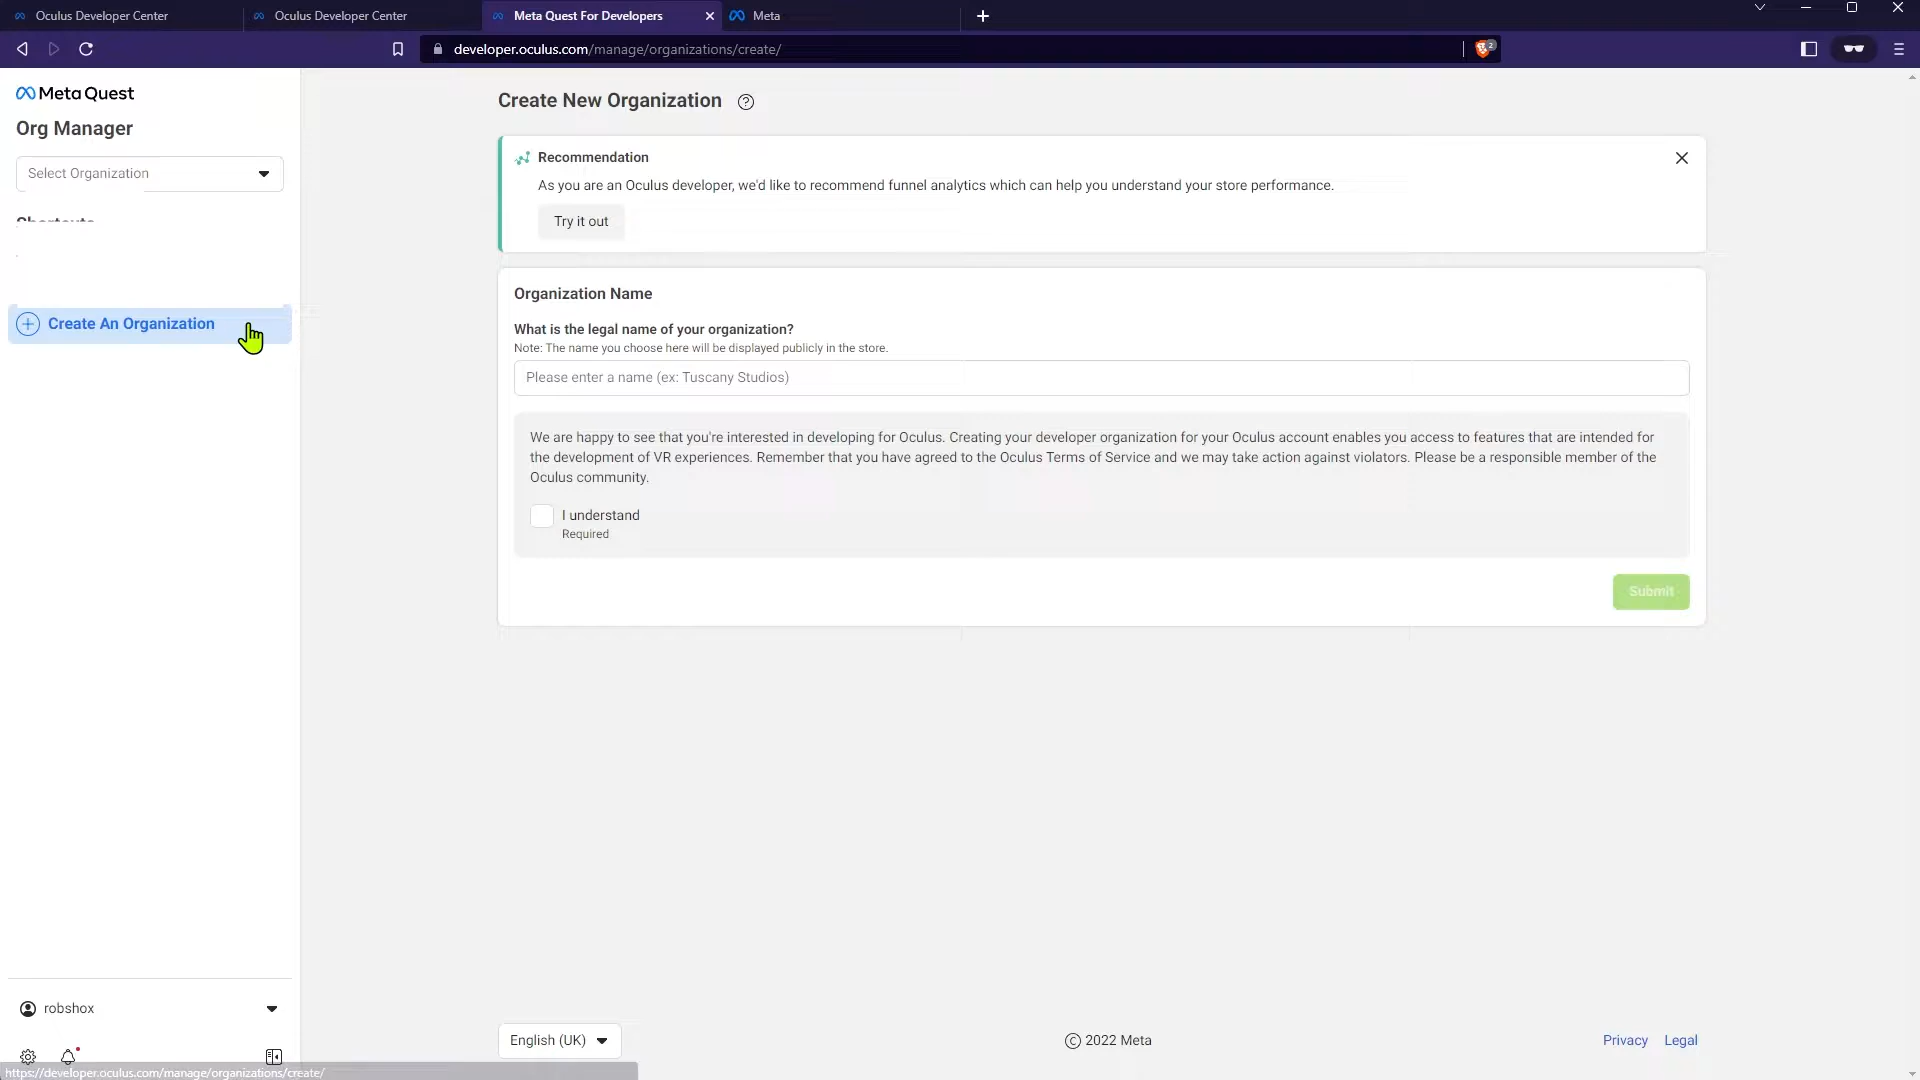 Oculus Developer Center
Oculus Developer Center
Meta Quest For Developers
Meta
developer.oculus.com/manage/organizations/create/
2
Meta Quest
Org Manager
Select Organization
Create An Organization
Create New Organization
Recommendation
As you are an Oculus developer, we'd like to recommend funnel analytics which can help you understand your store performance.
Try it out
Organization Name
What is the legal name of your organization?
Note: The name you choose here will be displayed publicly in the store.
Please enter a name (ex: Tuscany Studios)
We are happy to see that you're interested in developing for Oculus. Creating your developer organization for your Oculus account enables you access to features that are intended for
the development of VR experiences. Remember that you have agreed to the Oculus Terms of Service and we may take action against violators. Please be a responsible member of the
Oculus community.
I understand
Required
Submit
robshox
English (UK)
© 2022 Meta
Privacy Legal
https://developer.oculus.com/manage/organizations/create/